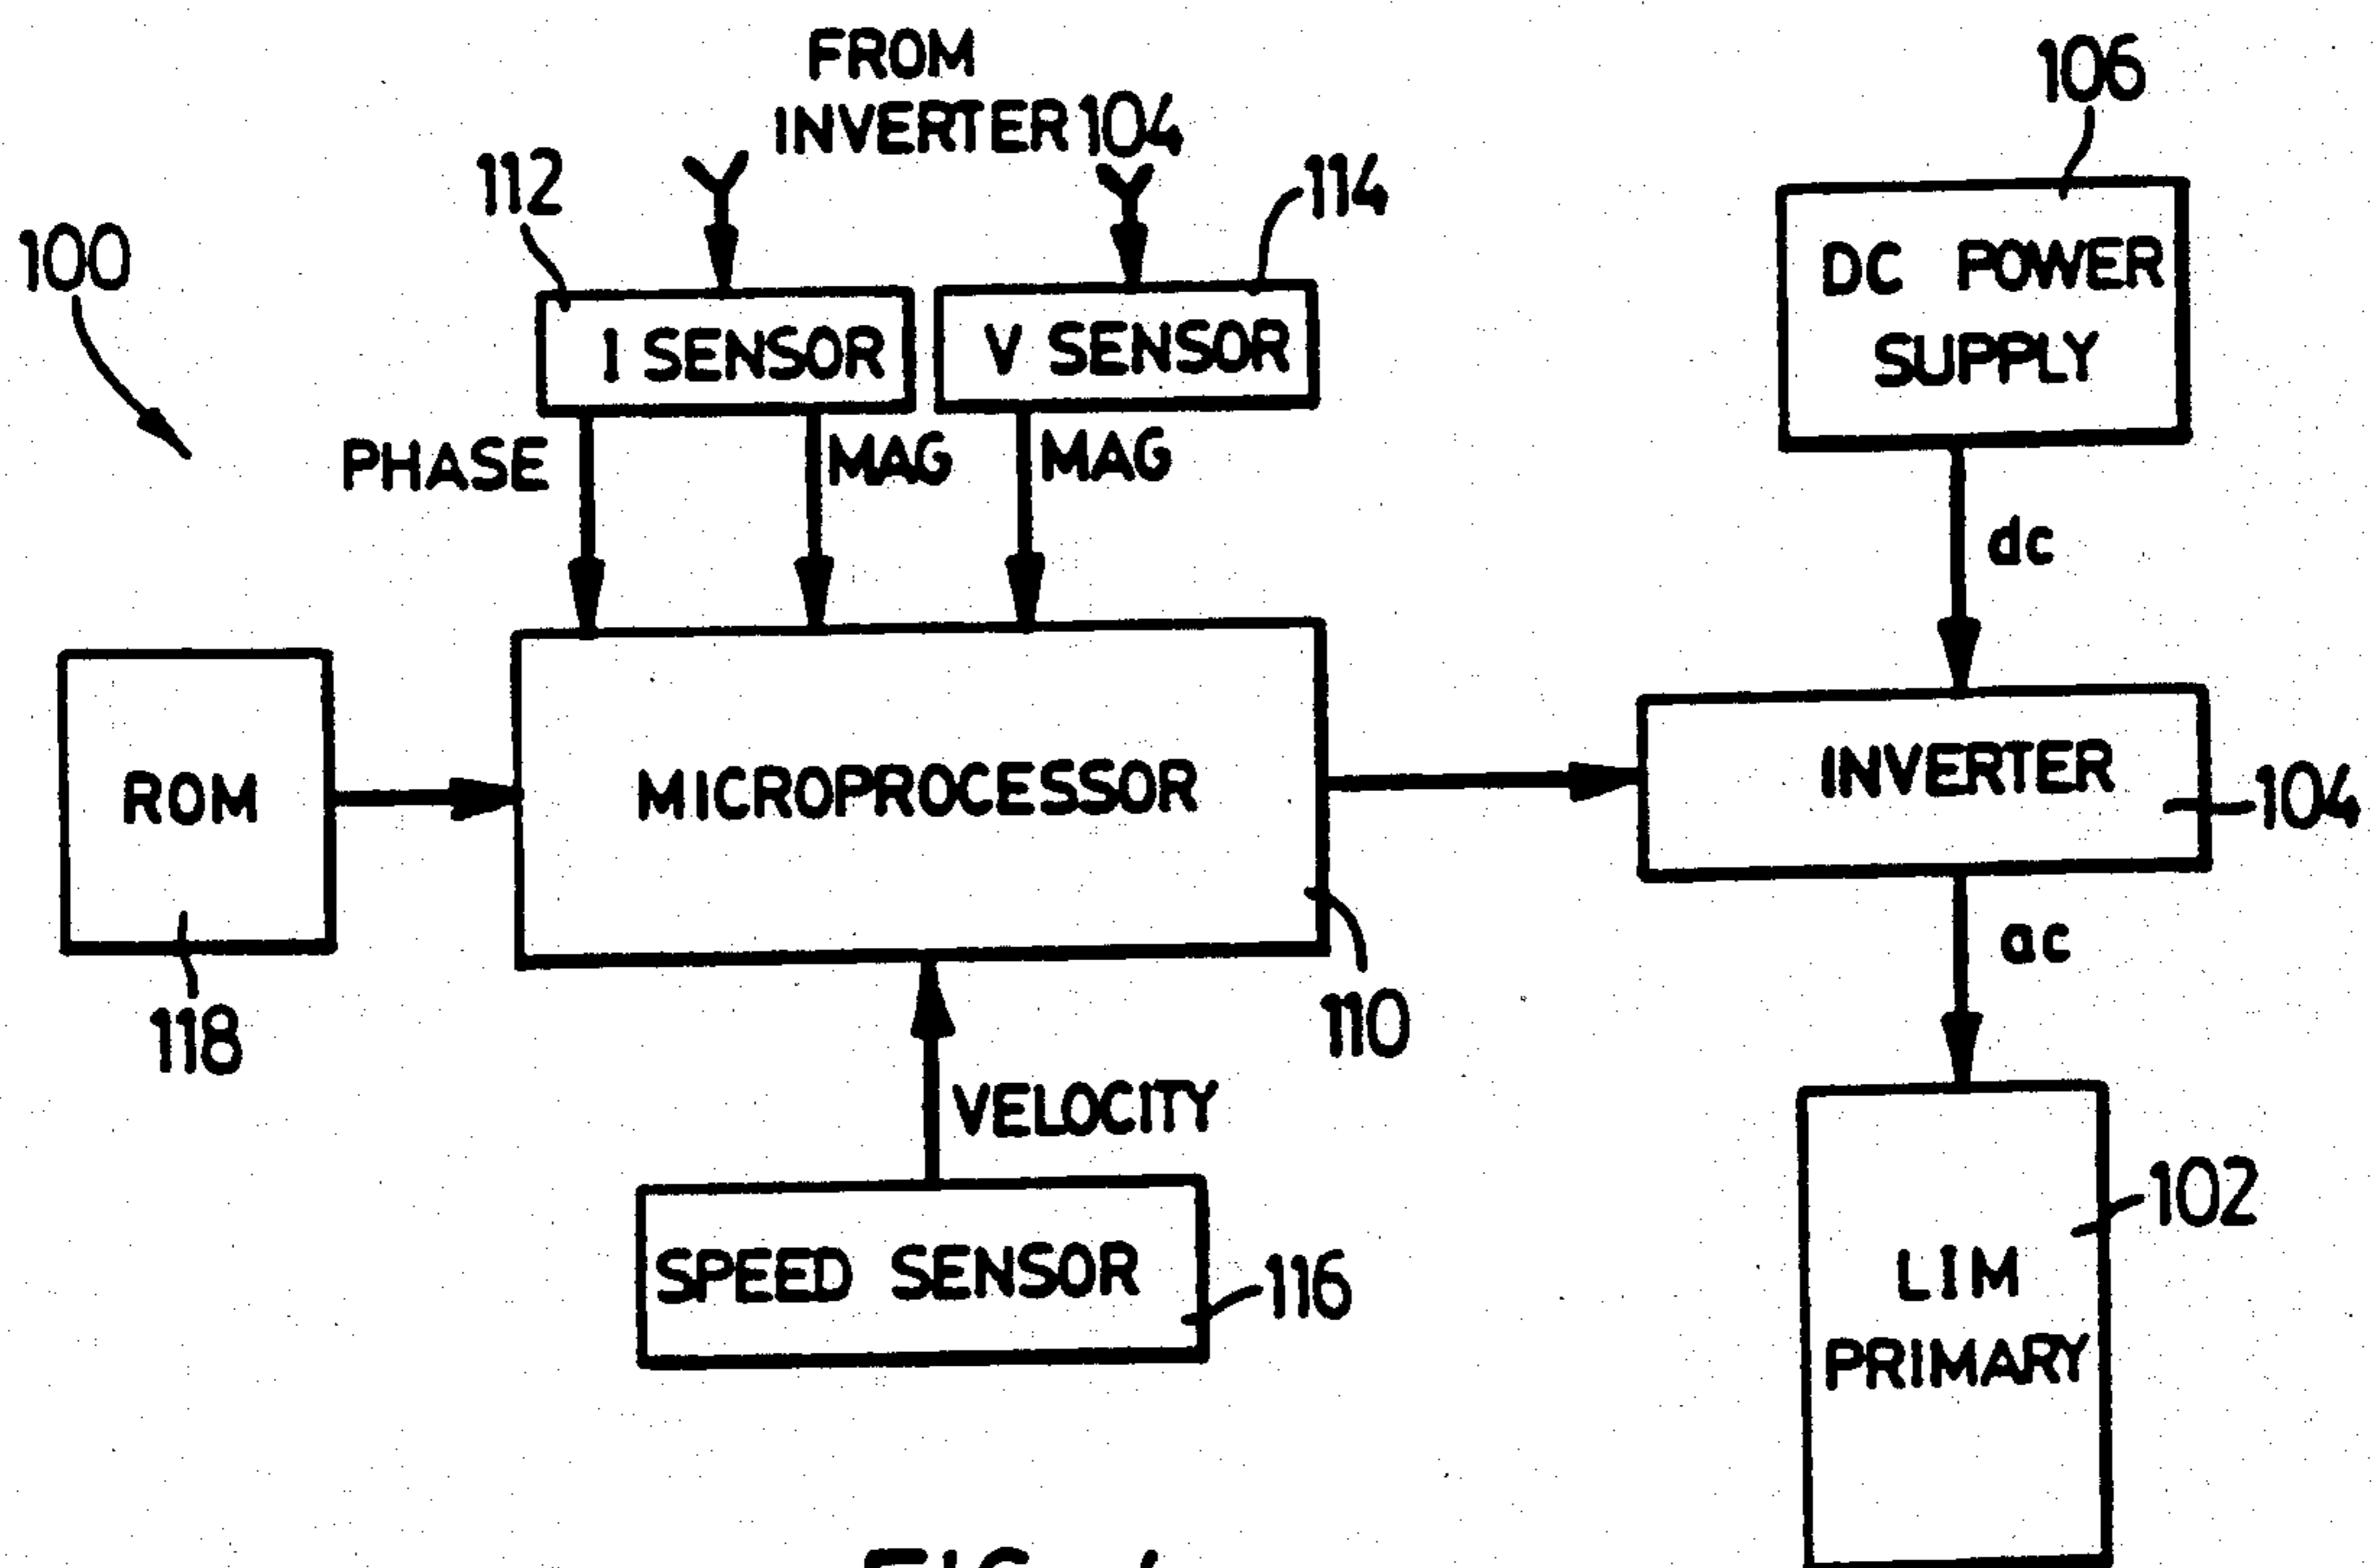 FROM
INVERTER 104
106
112
114
100
I SENSOR
V SENSOR
DC POWER
SUPPLY
PHASE
MAG
MAG
dc
ROM
MICROPROCESSOR
INVERTER
104
ac
118
110
VELOCITY
102
SPEED SENSOR
116
LIM
PRIMARY